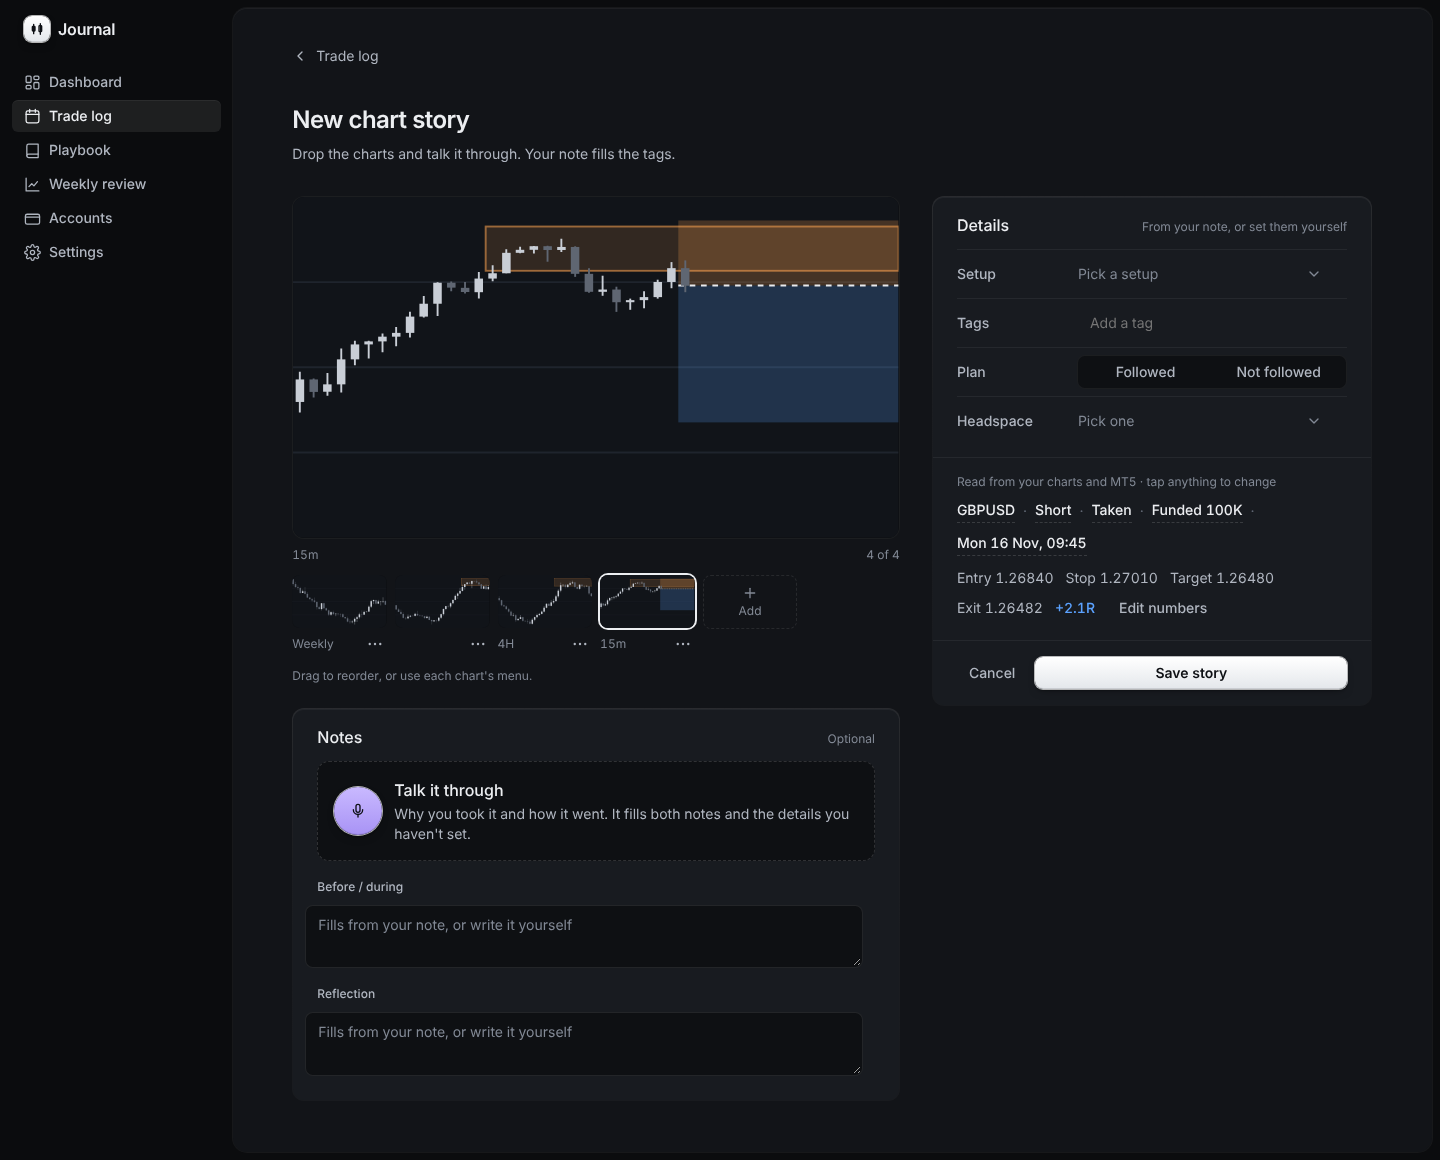 Journal
Dashboard
Trade log
Playbook
Weekly review
Accounts
Settings
Trade log
New chart story
Drop the charts and talk it through. Your note fills the tags.
15m
4 of 4
Add
Weekly
4H
15m
Drag to reorder, or use each chart's menu.
Notes
Optional
Talk it through
Why you took it and how it went. It fills both notes and the details you
haven't set.
Before / during
Fills from your note, or write it yourself
Reflection
Fills from your note, or write it yourself
Details
From your note, or set them yourself
Setup
Pick a setup
Tags
Add a tag
Plan
Followed
Not followed
Headspace
Pick one
Read from your charts and MT5 · tap anything to change
GBPUSD · Short · Taken · Funded 100K ·
Mon 16 Nov, 09:45
Entry 1.26840 Stop 1.27010 Target 1.26480
Exit 1.26482 +2.1R Edit numbers
Cancel
Save story